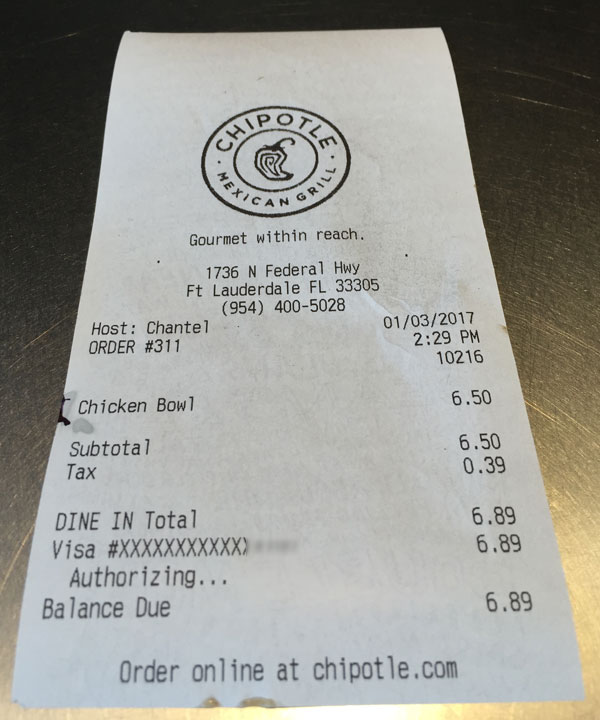 CHIPOTLE
MEXICAN GRILL
Gourmet within reach.
1736 N Federal Hwy
Ft Lauderdale FL 33305
(954) 400-5028
Host: Chantel 01/03/2017
ORDER #311 2:29 PM
10216
Chicken Bowl 6.50
Subtotal 6.50
Tax 0.39
DINE IN Total 6.89
Visa #XXXXXXXXXXXX 6.89
Authorizing...
Balance Due 6.89
Order online at chipotle.com